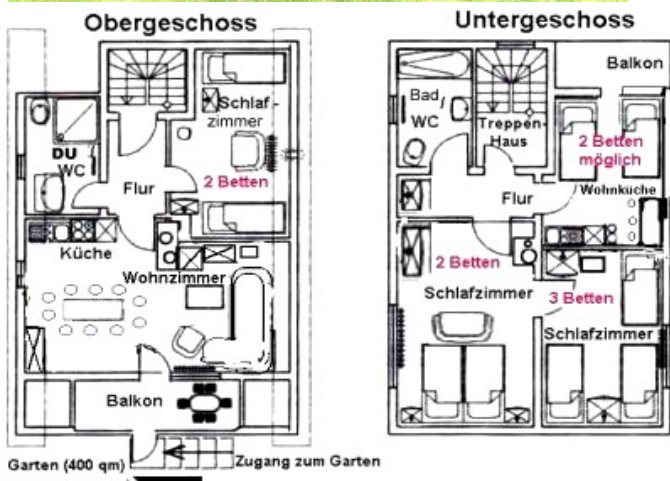 Obergeschoss
Schlaf-
zimmer
DU
WC
Flur
2 Betten
Küche
Wohnzimmer
Balkon
Garten (400 qm)
Zugang zum Garten
Untergeschoss
Balkon
Bad
WC
Treppen-
Haus
2 Betten
möglich
Flur
Wohnküche
2 Betten
Schlafzimmer
3 Betten
Schlafzimmer